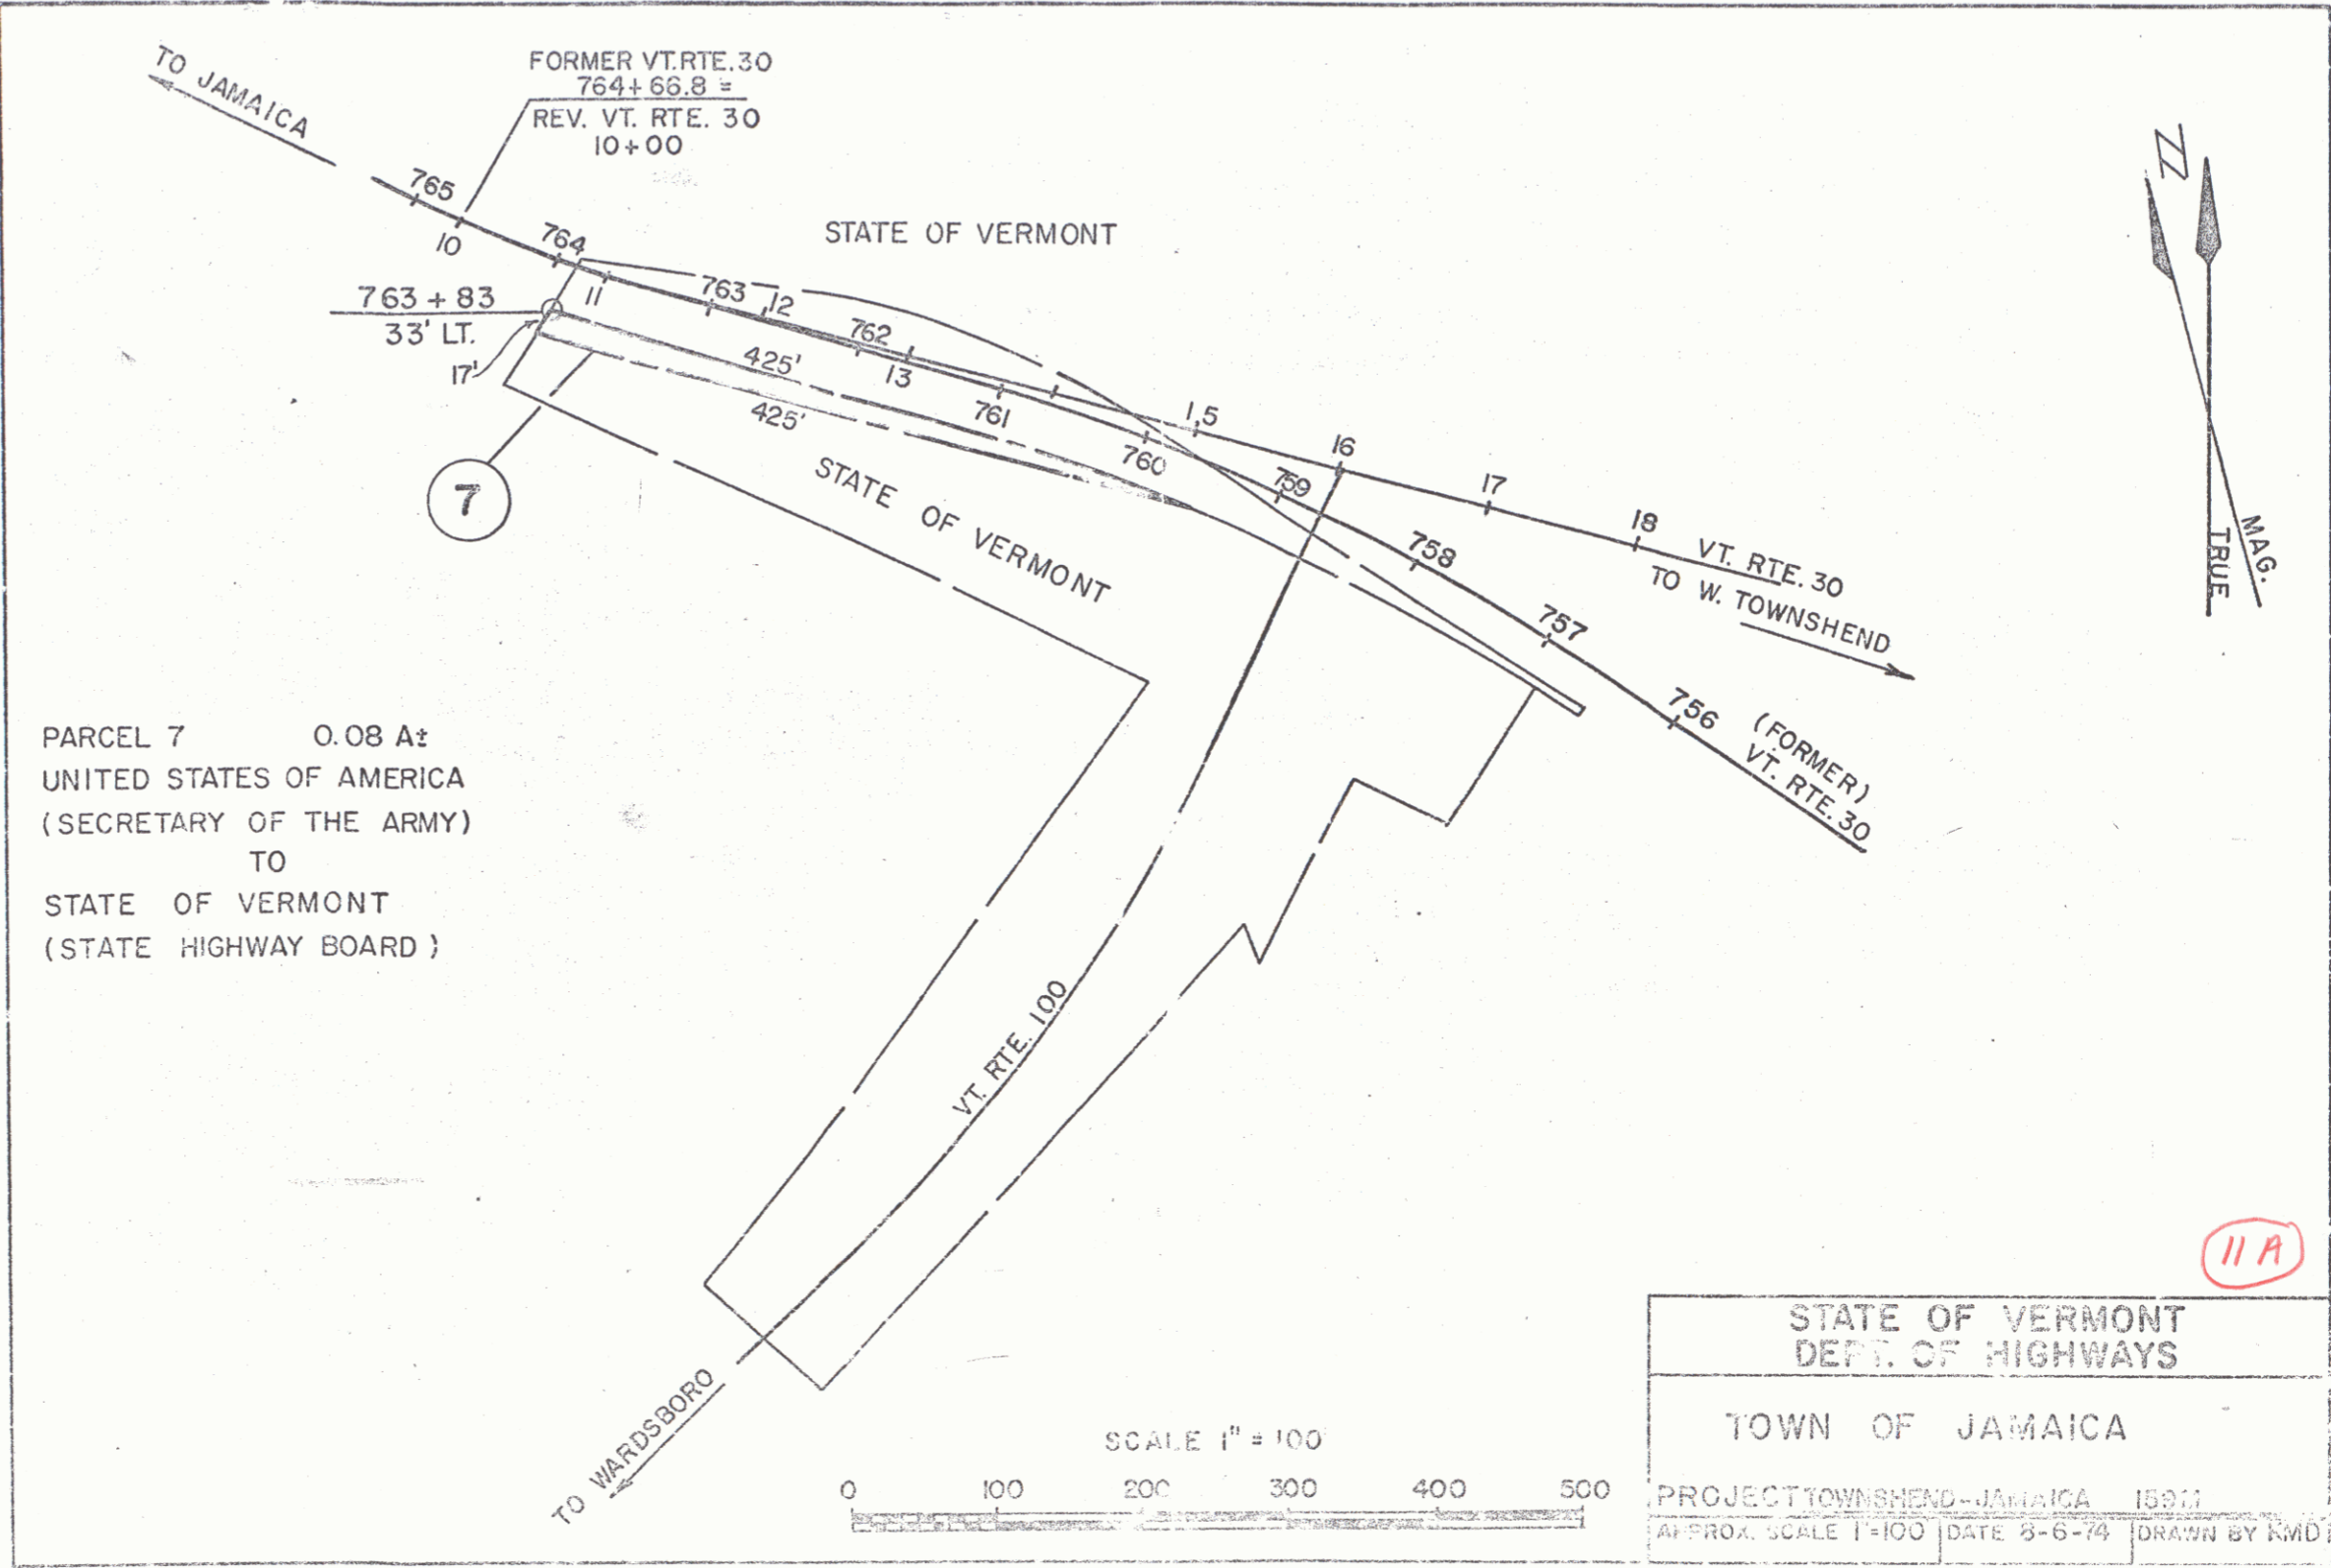 TO JAMAICA
FORMER VT.RTE.30
764+66.8 =
REV. VT. RTE. 30
10+00
765
10
764
11
763
12
762
13
761
760
15
759
16
758
17
757
18
756
STATE OF VERMONT
763 + 83
33' LT.
17'
425'
425'
7
STATE OF VERMONT
VT. RTE. 30
TO W. TOWNSHEND
(FORMER)
VT. RTE. 30
N
TRUE
MAG.
PARCEL 7 0.08 A±
UNITED STATES OF AMERICA
(SECRETARY OF THE ARMY)
TO
STATE OF VERMONT
(STATE HIGHWAY BOARD)
VT. RTE. 100
TO WARDSBORO
SCALE 1" = 100'
0 100 200 300 400 500
11 A
STATE OF VERMONT
DEPT. OF HIGHWAYS
TOWN OF JAMAICA
PROJECT TOWNSHEND-JAMAICA
APPROX. SCALE 1"=100 DATE 8-6-74 DRAWN BY KMD